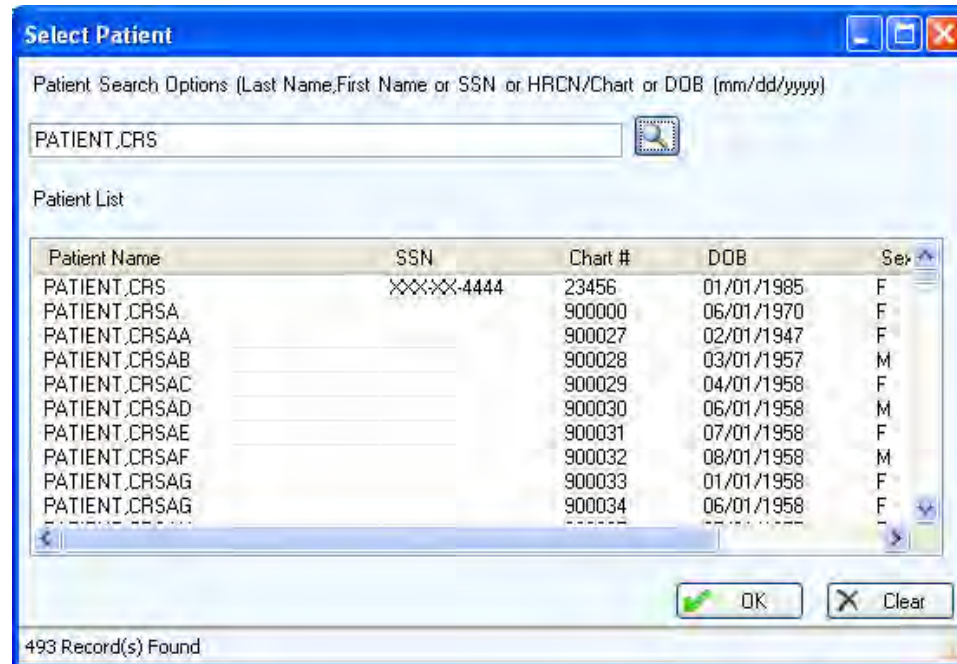 Select Patient
Patient Search Options (Last Name,First Name or SSN or HRCN/Chart or DOB (mm/dd/yyyy)
PATIENT,CRS
Patient List
Patient Name SSN Chart # DOB Sex
PATIENT,CRS XXX-XX-4444 23456 01/01/1985 F
PATIENT,CRSA 900000 06/01/1970 F
PATIENT,CRSAA 900027 02/01/1947 F
PATIENT,CRSAB 900028 03/01/1957 M
PATIENT,CRSAC 900029 04/01/1958 F
PATIENT,CRSAD 900030 06/01/1958 M
PATIENT,CRSAE 900031 07/01/1958 F
PATIENT,CRSAF 900032 08/01/1958 M
PATIENT,CRSAG 900033 01/01/1958 F
PATIENT,CRSAG 900034 06/01/1958 F
OK Clear
493 Record(s) Found